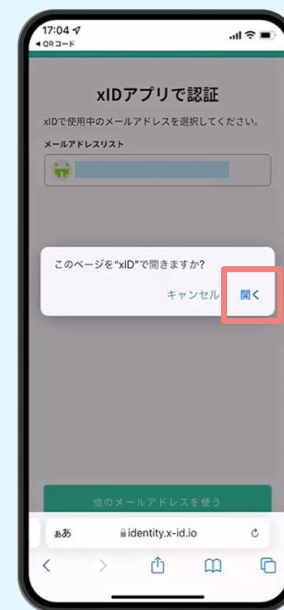 17:04
◀ QRコード
xIDアプリで認証
xIDで使用中のメールアドレスを選択してください。
メールアドレスリスト
このページを"xID"で開きますか?
キャンセル 開く
他のメールアドレスを使う
ぁあ identity.x-id.io